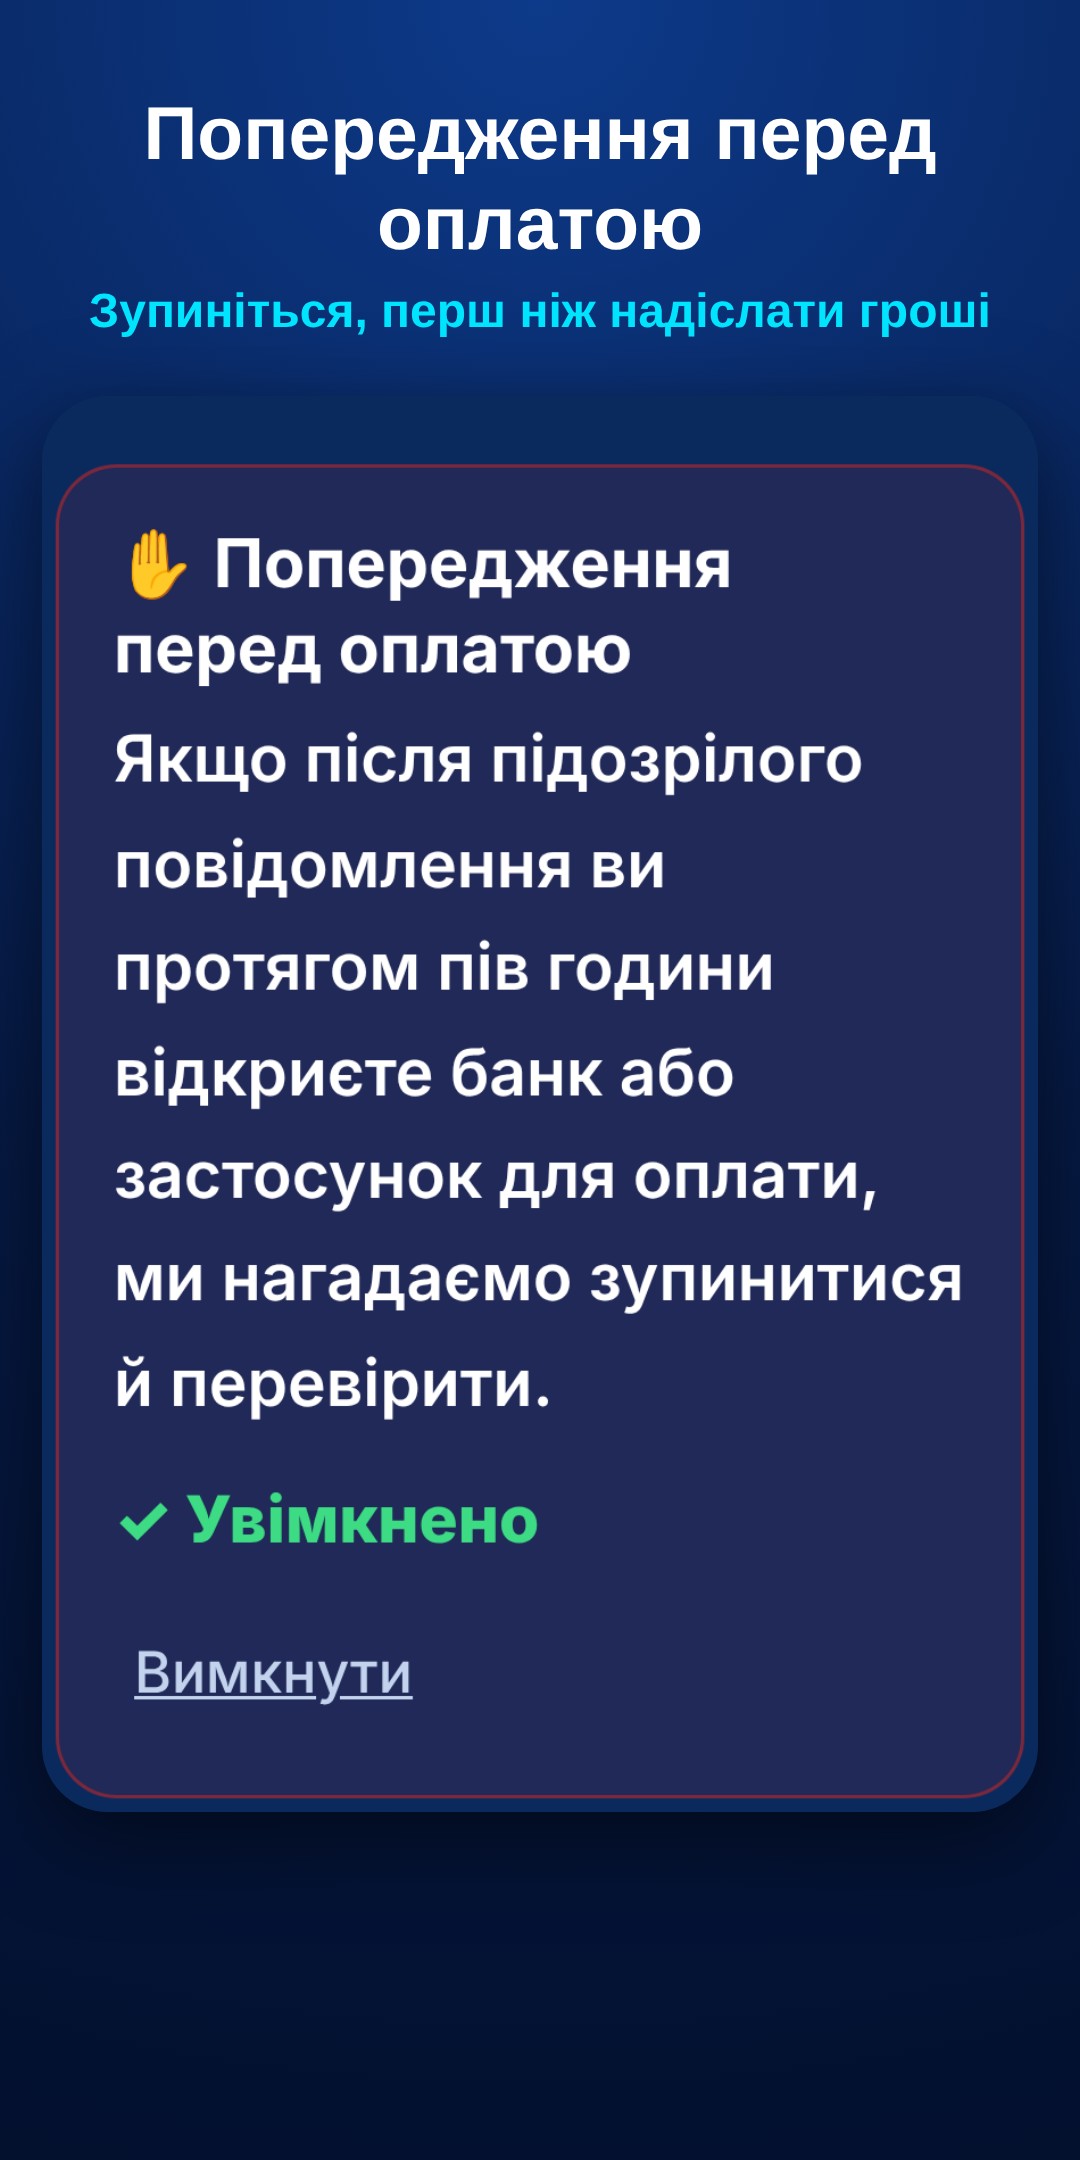 Попередження перед
оплатою
Зупиніться, перш ніж надіслати гроші
✋ Попередження
перед оплатою
Якщо після підозрілого
повідомлення ви
протягом пів години
відкриєте банк або
застосунок для оплати,
ми нагадаємо зупинитися
й перевірити.
✓ Увімкнено
Вимкнути